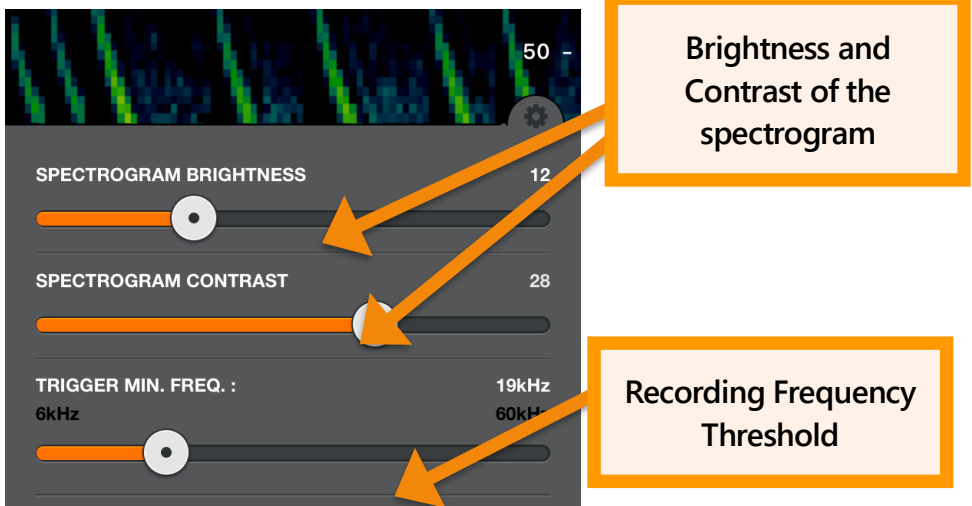 50 -
Brightness and
Contrast of the
spectrogram
SPECTROGRAM BRIGHTNESS 12
SPECTROGRAM CONTRAST 28
TRIGGER MIN. FREQ. : 19kHz
6kHz 60kHz
Recording Frequency
Threshold